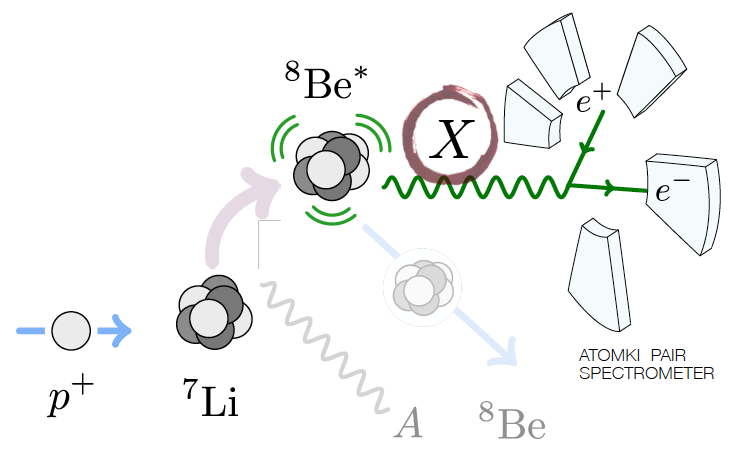 ⁸Be*
X
e⁺
e⁻
ATOMKI PAIR
SPECTROMETER
p⁺
⁷Li
A
⁸Be